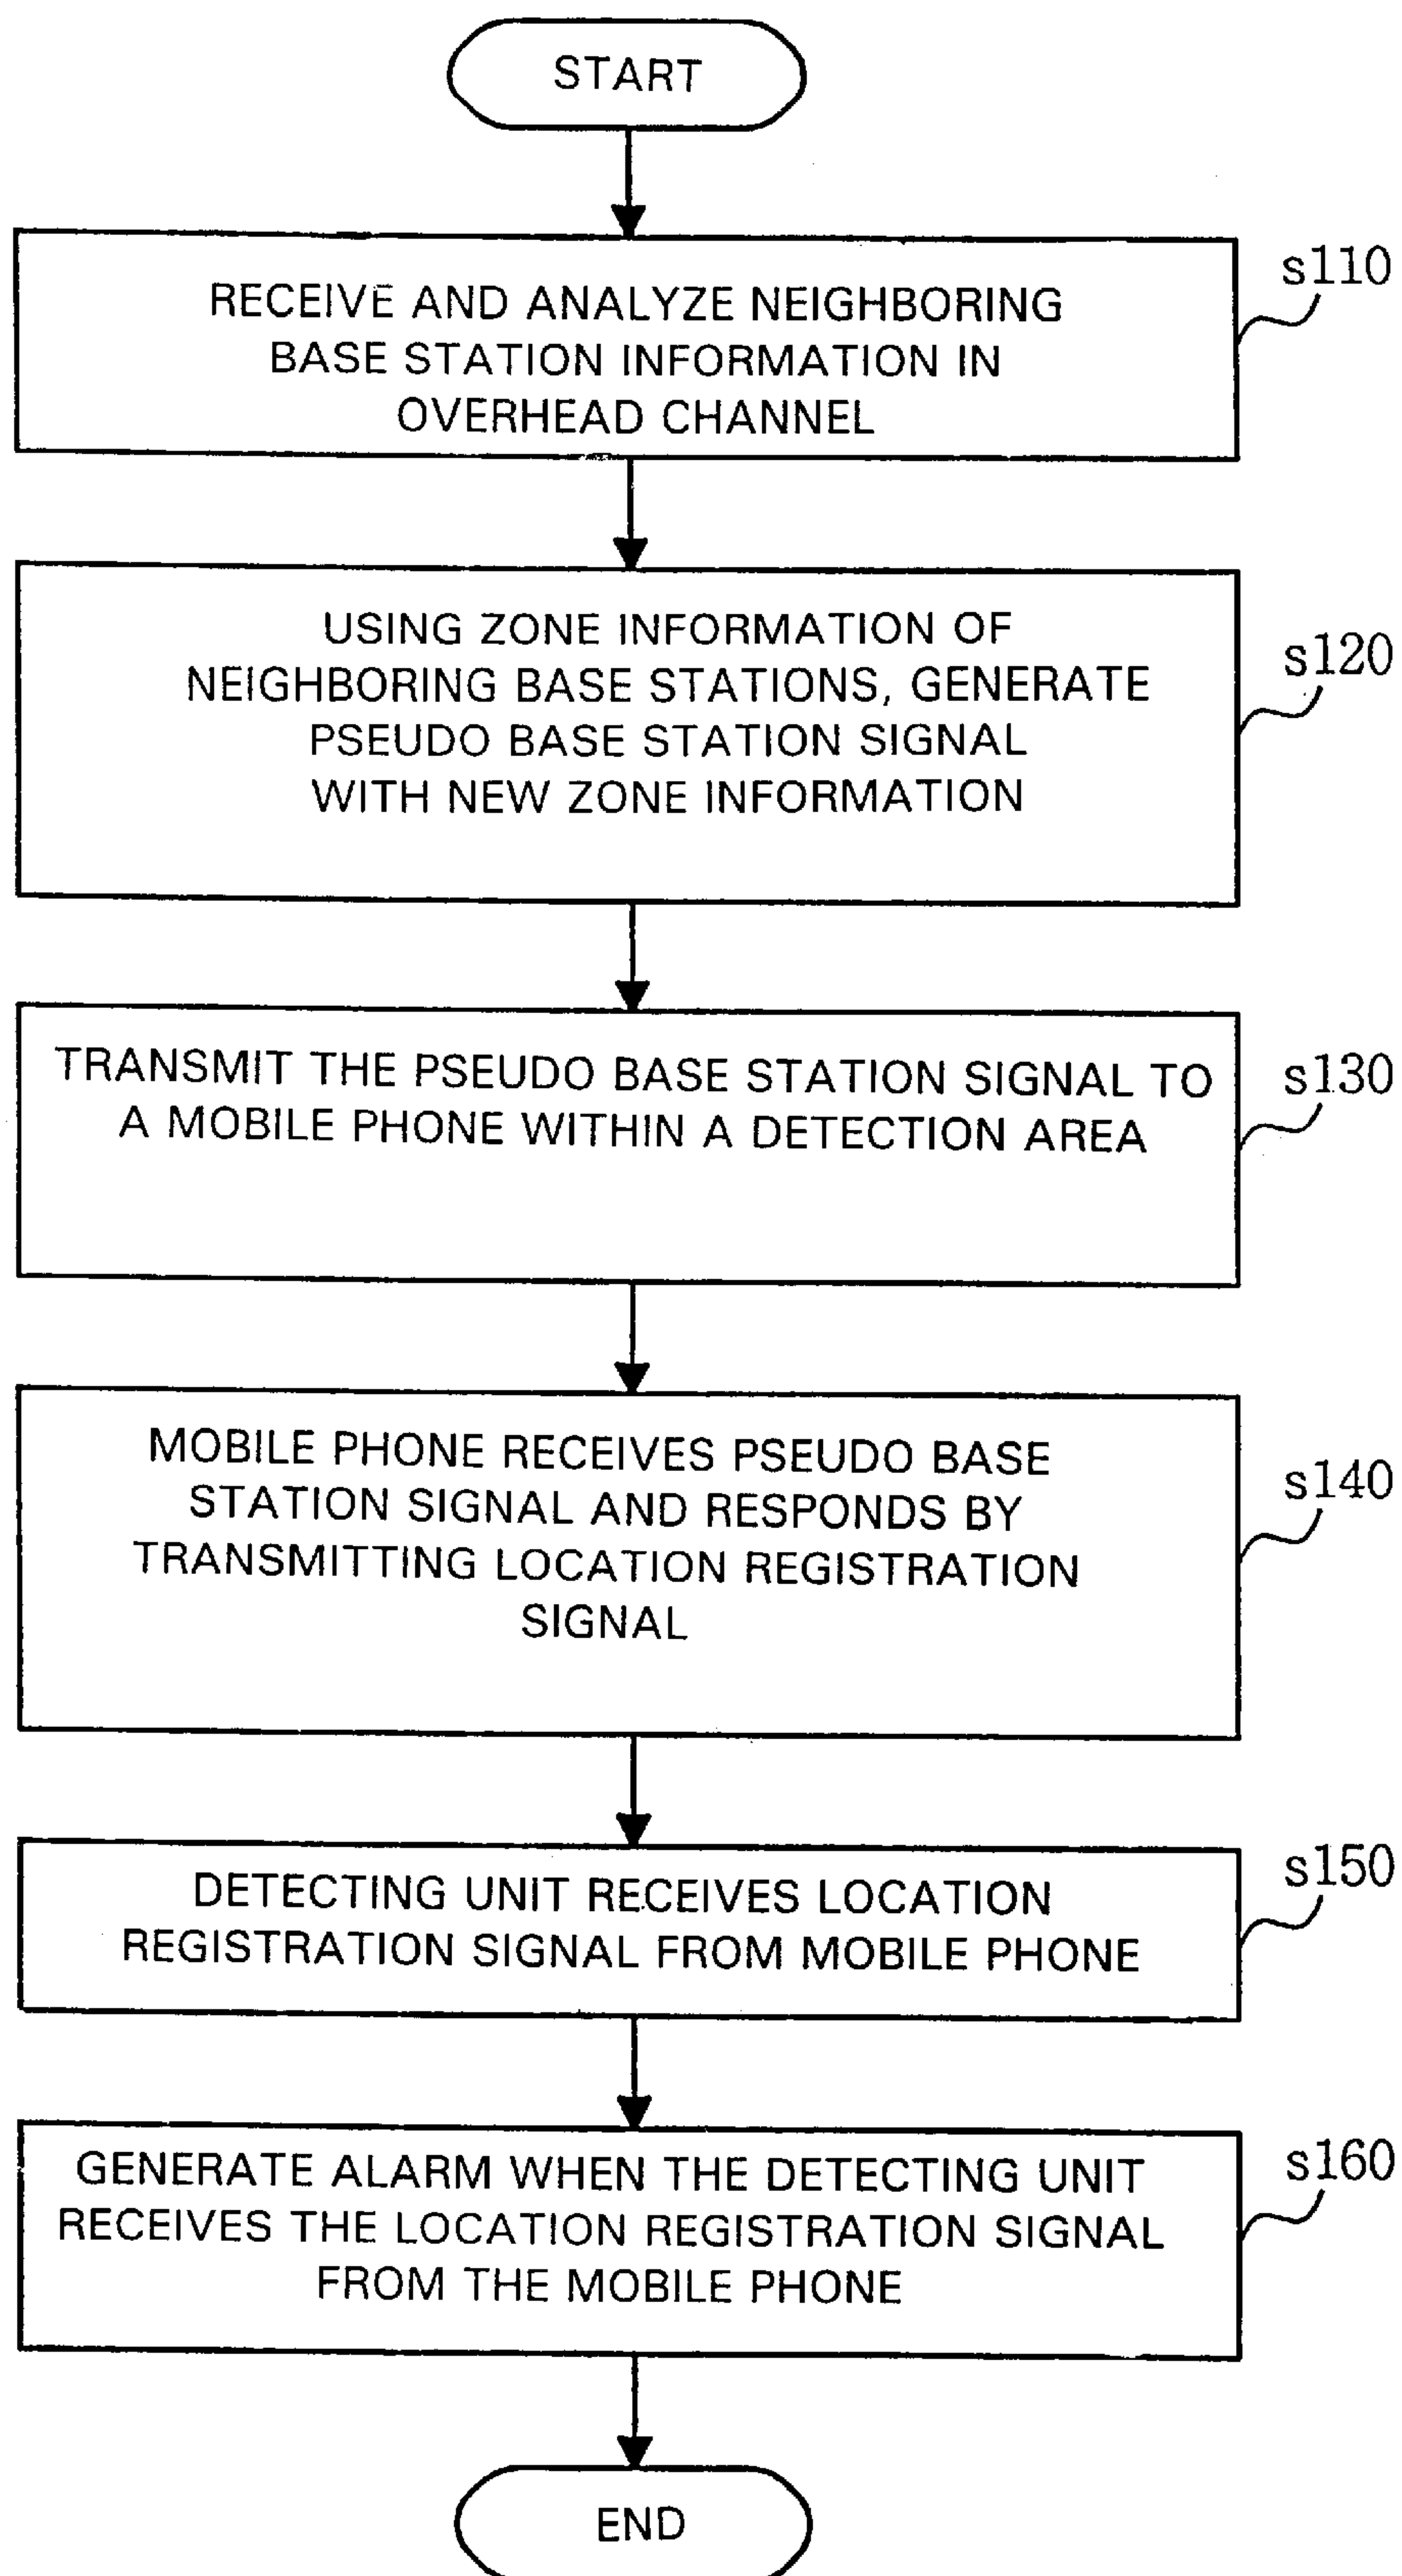 START
s110
RECEIVE AND ANALYZE NEIGHBORING
BASE STATION INFORMATION IN
OVERHEAD CHANNEL
s120
USING ZONE INFORMATION OF
NEIGHBORING BASE STATIONS, GENERATE
PSEUDO BASE STATION SIGNAL
WITH NEW ZONE INFORMATION
s130
TRANSMIT THE PSEUDO BASE STATION SIGNAL TO
A MOBILE PHONE WITHIN A DETECTION AREA
s140
MOBILE PHONE RECEIVES PSEUDO BASE
STATION SIGNAL AND RESPONDS BY
TRANSMITTING LOCATION REGISTRATION
SIGNAL
s150
DETECTING UNIT RECEIVES LOCATION
REGISTRATION SIGNAL FROM MOBILE PHONE
s160
GENERATE ALARM WHEN THE DETECTING UNIT
RECEIVES THE LOCATION REGISTRATION SIGNAL
FROM THE MOBILE PHONE
END